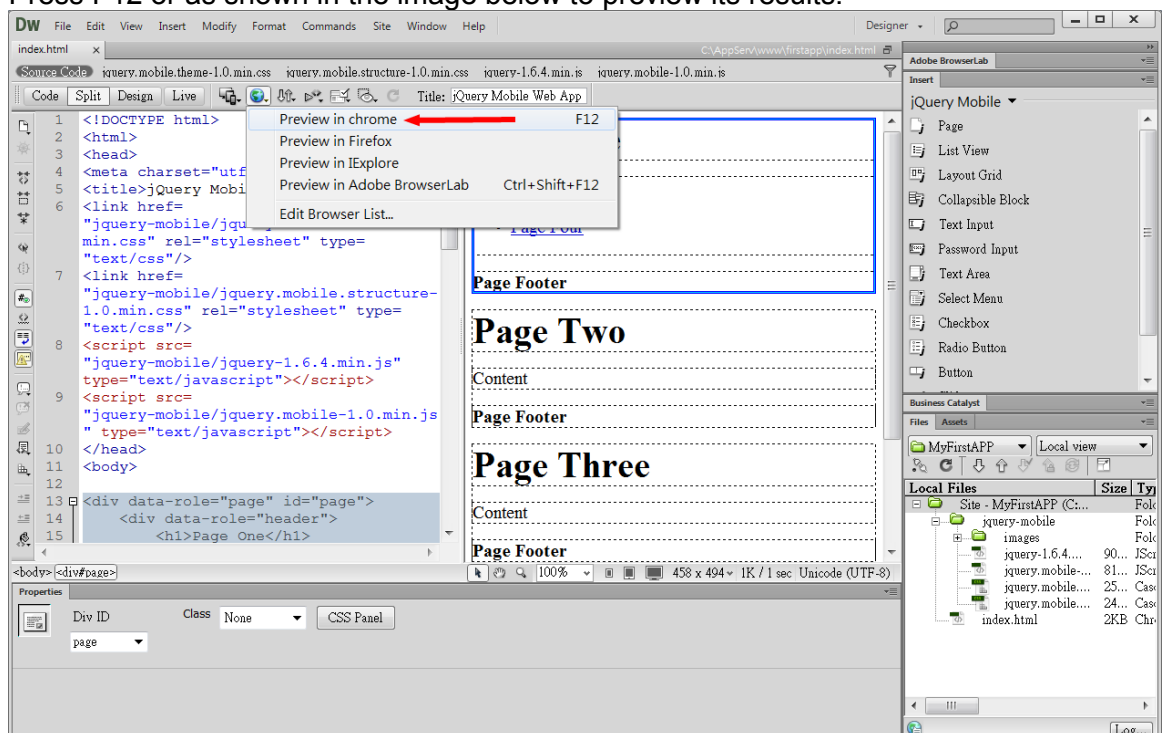 Press F12 or as shown in the image below to preview its results.
DW File Edit View Insert Modify Format Commands Site Window Help Designer
index.html x C:\AppServ\www\firstapp\index.html
Source Code jquery.mobile.theme-1.0.min.css jquery.mobile.structure-1.0.min.css jquery-1.6.4.min.js jquery.mobile-1.0.min.js
Code Split Design Live Title: jQuery Mobile Web App
Preview in chrome F12
Preview in Firefox
Preview in IExplore
Preview in Adobe BrowserLab Ctrl+Shift+F12
Edit Browser List...
1 <!DOCTYPE html>
2 <html>
3 <head>
4 <meta charset="utf
5 <title>jQuery Mobi
6 <link href=
"jquery-mobile/jqu
min.css" rel="stylesheet" type=
"text/css"/>
7 <link href=
"jquery-mobile/jquery.mobile.structure-
1.0.min.css" rel="stylesheet" type=
"text/css"/>
8 <script src=
"jquery-mobile/jquery-1.6.4.min.js"
type="text/javascript"></script>
9 <script src=
"jquery-mobile/jquery.mobile-1.0.min.js
" type="text/javascript"></script>
10 </head>
11 <body>
12
13 <div data-role="page" id="page">
14 <div data-role="header">
15 <h1>Page One</h1>
Page Four
Page Footer
Page Two
Content
Page Footer
Page Three
Content
Page Footer
<body> <div#page> 100% 458 x 494 1K / 1 sec Unicode (UTF-8)
Properties
Div ID Class None CSS Panel
page
Adobe BrowserLab
Insert
jQuery Mobile
Page
List View
Layout Grid
Collapsible Block
Text Input
Password Input
Text Area
Select Menu
Checkbox
Radio Button
Button
Business Catalyst
Files Assets
MyFirstAPP Local view
Local Files Size Ty
Site - MyFirstAPP (C:... Fold
jquery-mobile Fold
images Fold
jquery-1.6.4.... 90... JScr
jquery.mobile-... 81... JScr
jquery.mobile.... 25... Casc
jquery.mobile.... 24... Casc
index.html 2KB Chr
Log...